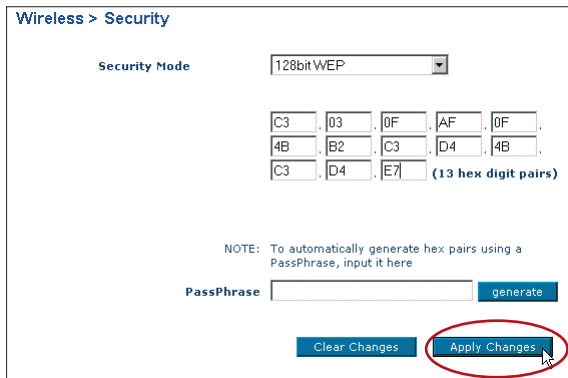 Wireless > Security
Security Mode 128bit WEP
C3 . 03 . 0F . AF . 0F .
4B . B2 . C3 . D4 . 4B .
C3 . D4 . E7 (13 hex digit pairs)
NOTE: To automatically generate hex pairs using a
PassPhrase, input it here
PassPhrase generate
Clear Changes Apply Changes